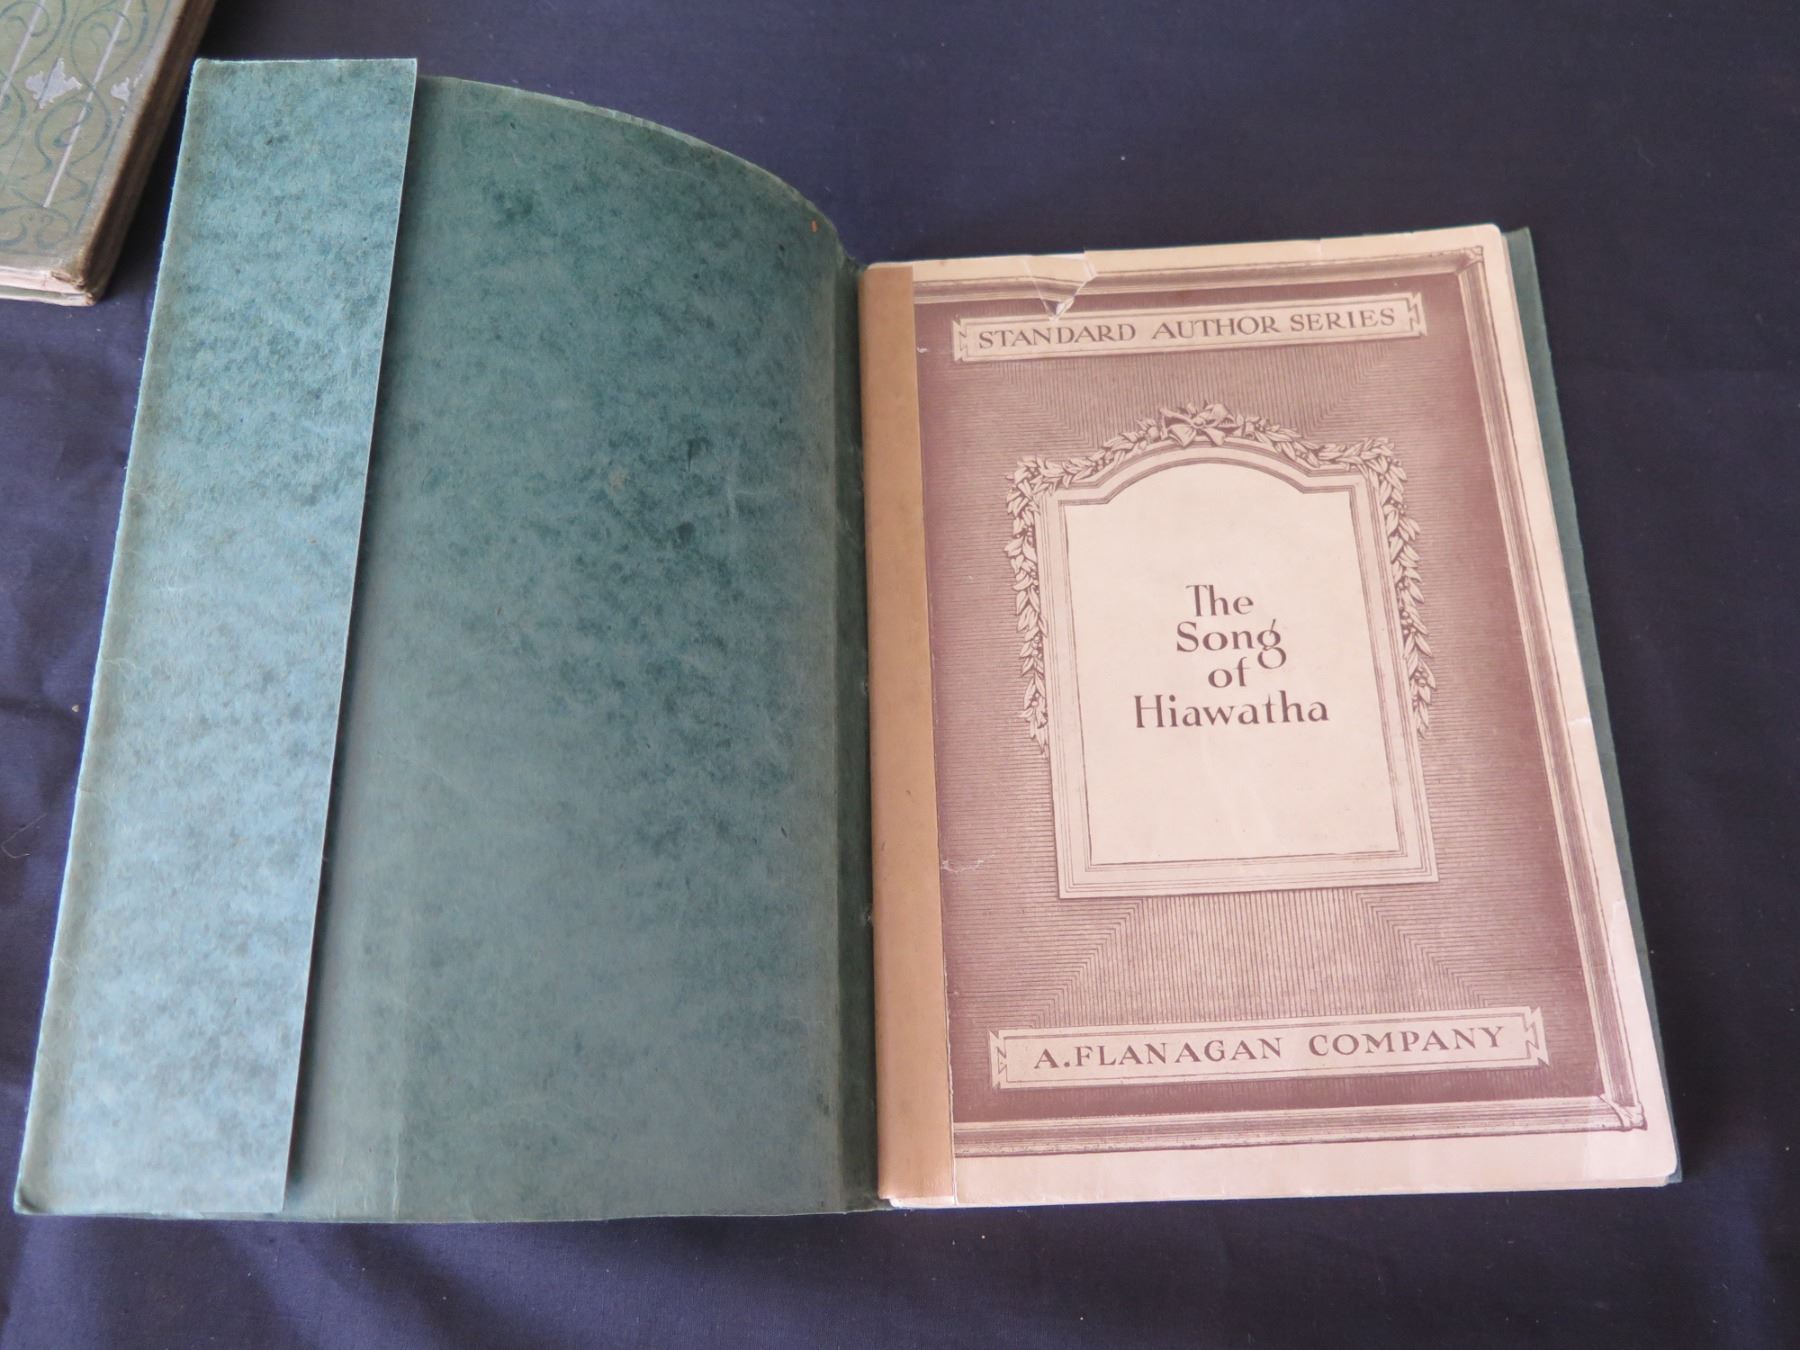 STANDARD AUTHOR SERIES
The
Song
of
Hiawatha
A. FLANAGAN COMPANY